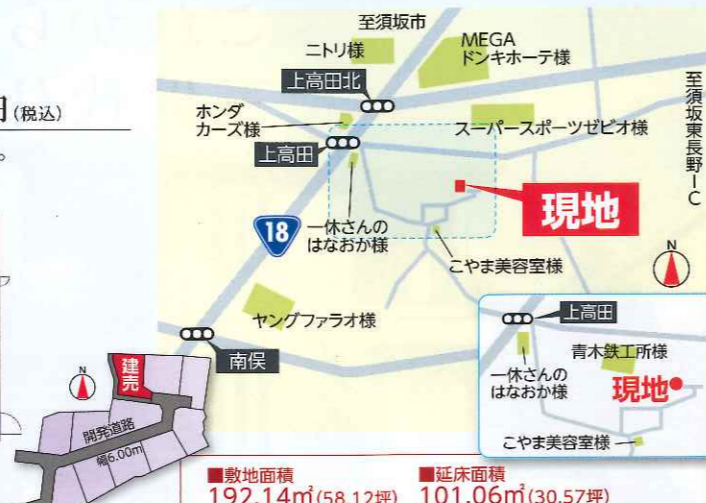 円(税込)
至須坂市
ニトリ様
MEGA
ドンキホーテ様
上高田北
ホンダ
カーズ様
スーパースポーツゼビオ様
上高田
至須坂東長野IC
現地
18
一休さんの
はなおか様
こやま美容室様
N
ヤングファラオ様
南俣
上高田
青木鉄工所様
一休さんの
はなおか様
現地
こやま美容室様
N
建売
開発道路
幅6.00m
■敷地面積
192.14㎡(58.12坪)
■延床面積
101.06㎡(30.57坪)